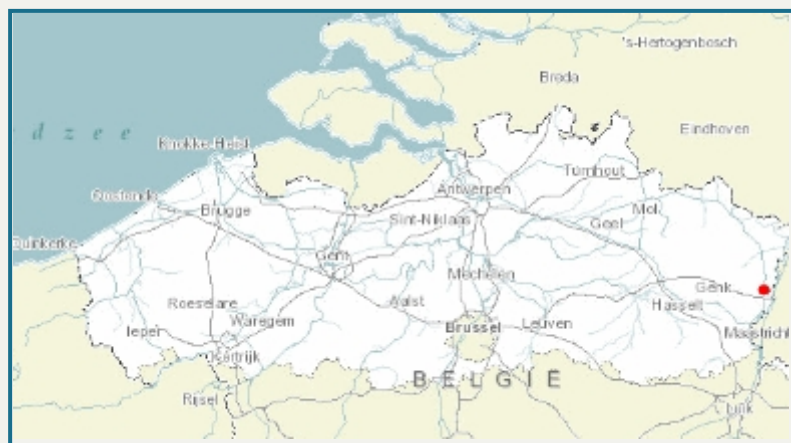 's-Hertogenbosch
Breda
d z e e
Eindhoven
Knokke-Heist
Turnhout
Antwerpen
Oostende
Mol
Brugge
Sint-Niklaas
Geel
Duinkerke
Gent
Mechelen
Genk
Roeselare
Aalst
Hasselt
Waregem
Ieper
Brussel
Leuven
Maastricht
Kortrijk
BELGIË
Rijsel
Luik